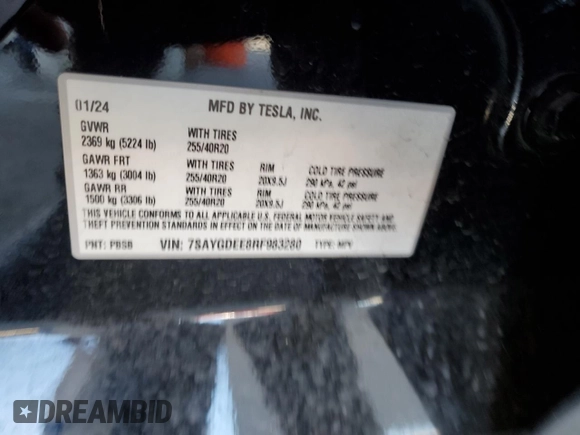 01/24 MFD BY TESLA, INC.
GVWR WITH TIRES
2369 kg (5224 lb) 255/40R20
GAWR FRT WITH TIRES RIM COLD TIRE PRESSURE
1363 kg (3004 lb) 255/40R20 20X9.5J 290 kPa, 42 psi
GAWR RR WITH TIRES RIM COLD TIRE PRESSURE
1500 kg (3306 lb) 255/40R20 20X9.5J 290 kPa, 42 psi
THIS VEHICLE CONFORMS TO ALL APPLICABLE U.S. FEDERAL MOTOR VEHICLE SAFETY AND
THEFT PREVENTION STANDARDS IN EFFECT ON THE DATE OF MANUFACTURE SHOWN ABOVE.
PNT: PBSB VIN: 7SAYGDEE8RF983280 TYPE: MPV
DREAMBID